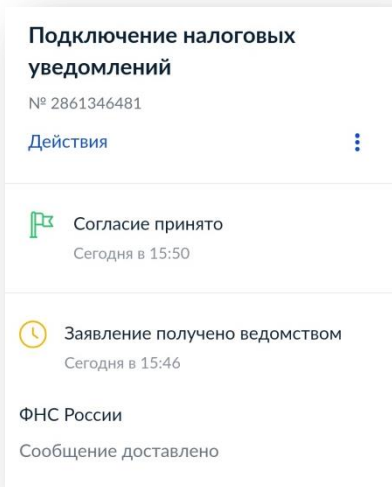 Подключение налоговых
уведомлений
№ 2861346481
Действия
Согласие принято
Сегодня в 15:50
Заявление получено ведомством
Сегодня в 15:46
ФНС России
Сообщение доставлено